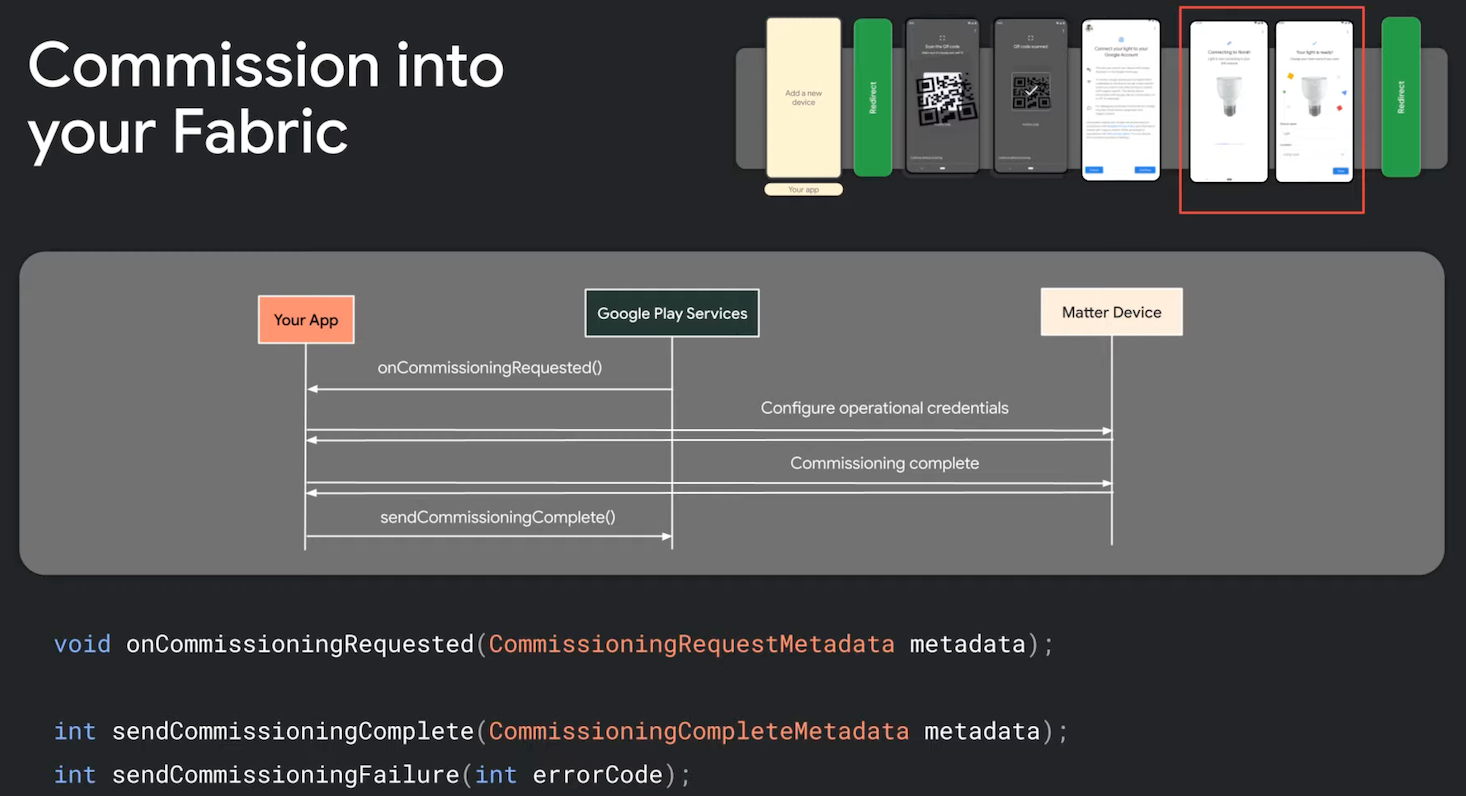 Commission into
your Fabric
Add a new
device
Your app
Redirect
Scan the QR code
QR code scanned
Connect your light to your
Google Account
Connecting to Norah
Your light is ready!
Redirect
Your App
Google Play Services
Matter Device
onCommissioningRequested()
Configure operational credentials
Commissioning complete
sendCommissioningComplete()
void onCommissioningRequested(CommissioningRequestMetadata metadata);
int sendCommissioningComplete(CommissioningCompleteMetadata metadata);
int sendCommissioningFailure(int errorCode);